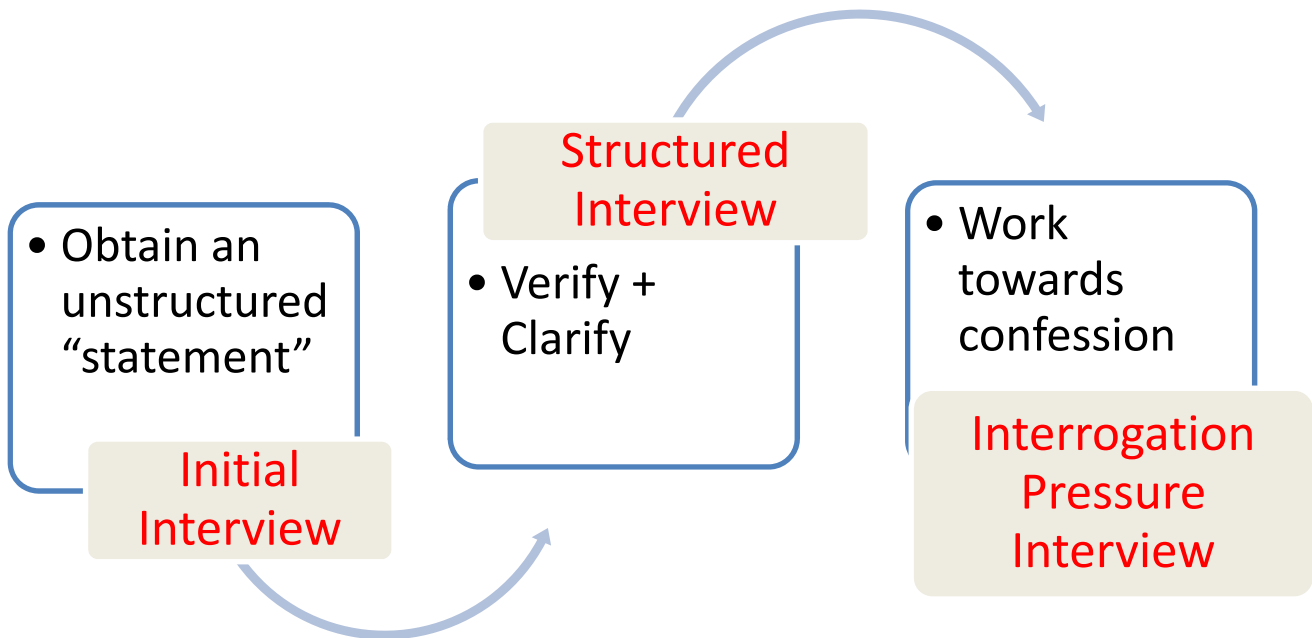 • Obtain an
unstructured
“statement”
Initial
Interview
Structured
Interview
• Verify +
Clarify
• Work
towards
confession
Interrogation
Pressure
Interview